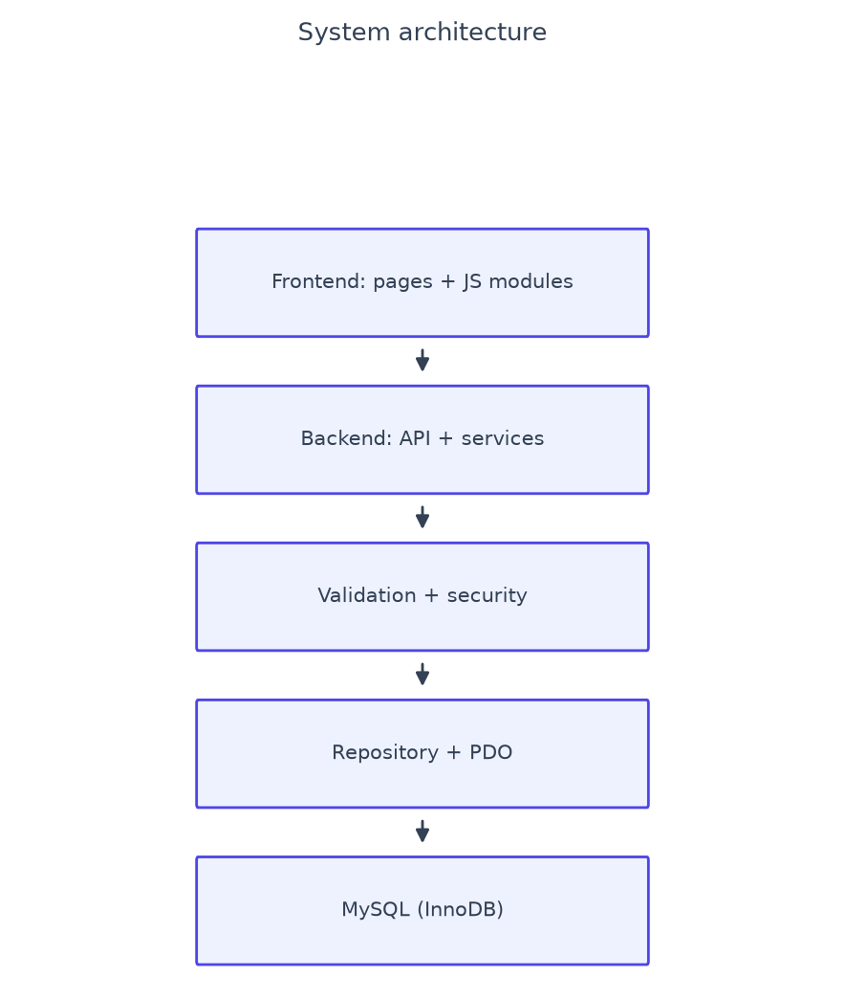 System architecture
Frontend: pages + JS modules
Backend: API + services
Validation + security
Repository + PDO
MySQL (InnoDB)